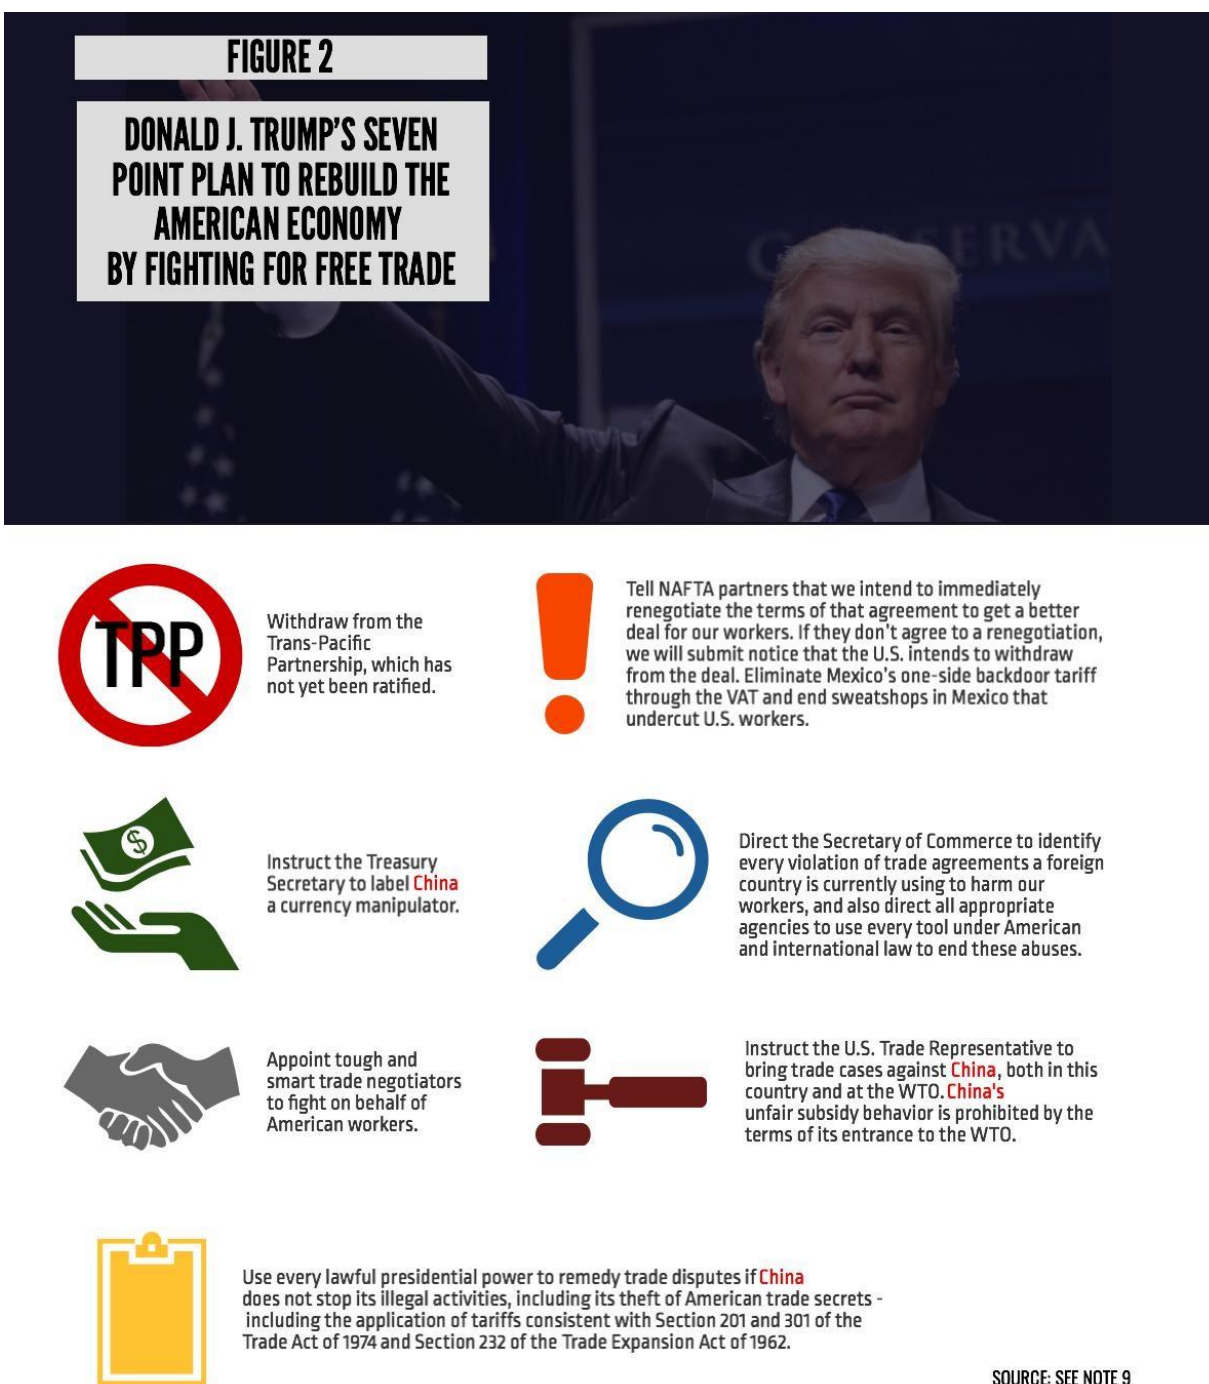 FIGURE 2
DONALD J. TRUMP'S SEVEN
POINT PLAN TO REBUILD THE
AMERICAN ECONOMY
BY FIGHTING FOR FREE TRADE
CONSERVA
TPP
Withdraw from the
Trans-Pacific
Partnership, which has
not yet been ratified.
Tell NAFTA partners that we intend to immediately
renegotiate the terms of that agreement to get a better
deal for our workers. If they don't agree to a renegotiation,
we will submit notice that the U.S. intends to withdraw
from the deal. Eliminate Mexico's one-side backdoor tariff
through the VAT and end sweatshops in Mexico that
undercut U.S. workers.
$
Instruct the Treasury
Secretary to label China
a currency manipulator.
Direct the Secretary of Commerce to identify
every violation of trade agreements a foreign
country is currently using to harm our
workers, and also direct all appropriate
agencies to use every tool under American
and international law to end these abuses.
Appoint tough and
smart trade negotiators
to fight on behalf of
American workers.
Instruct the U.S. Trade Representative to
bring trade cases against China, both in this
country and at the WTO. China's
unfair subsidy behavior is prohibited by the
terms of its entrance to the WTO.
Use every lawful presidential power to remedy trade disputes if China
does not stop its illegal activities, including its theft of American trade secrets -
including the application of tariffs consistent with Section 201 and 301 of the
Trade Act of 1974 and Section 232 of the Trade Expansion Act of 1962.
SOURCE: SEE NOTE 9